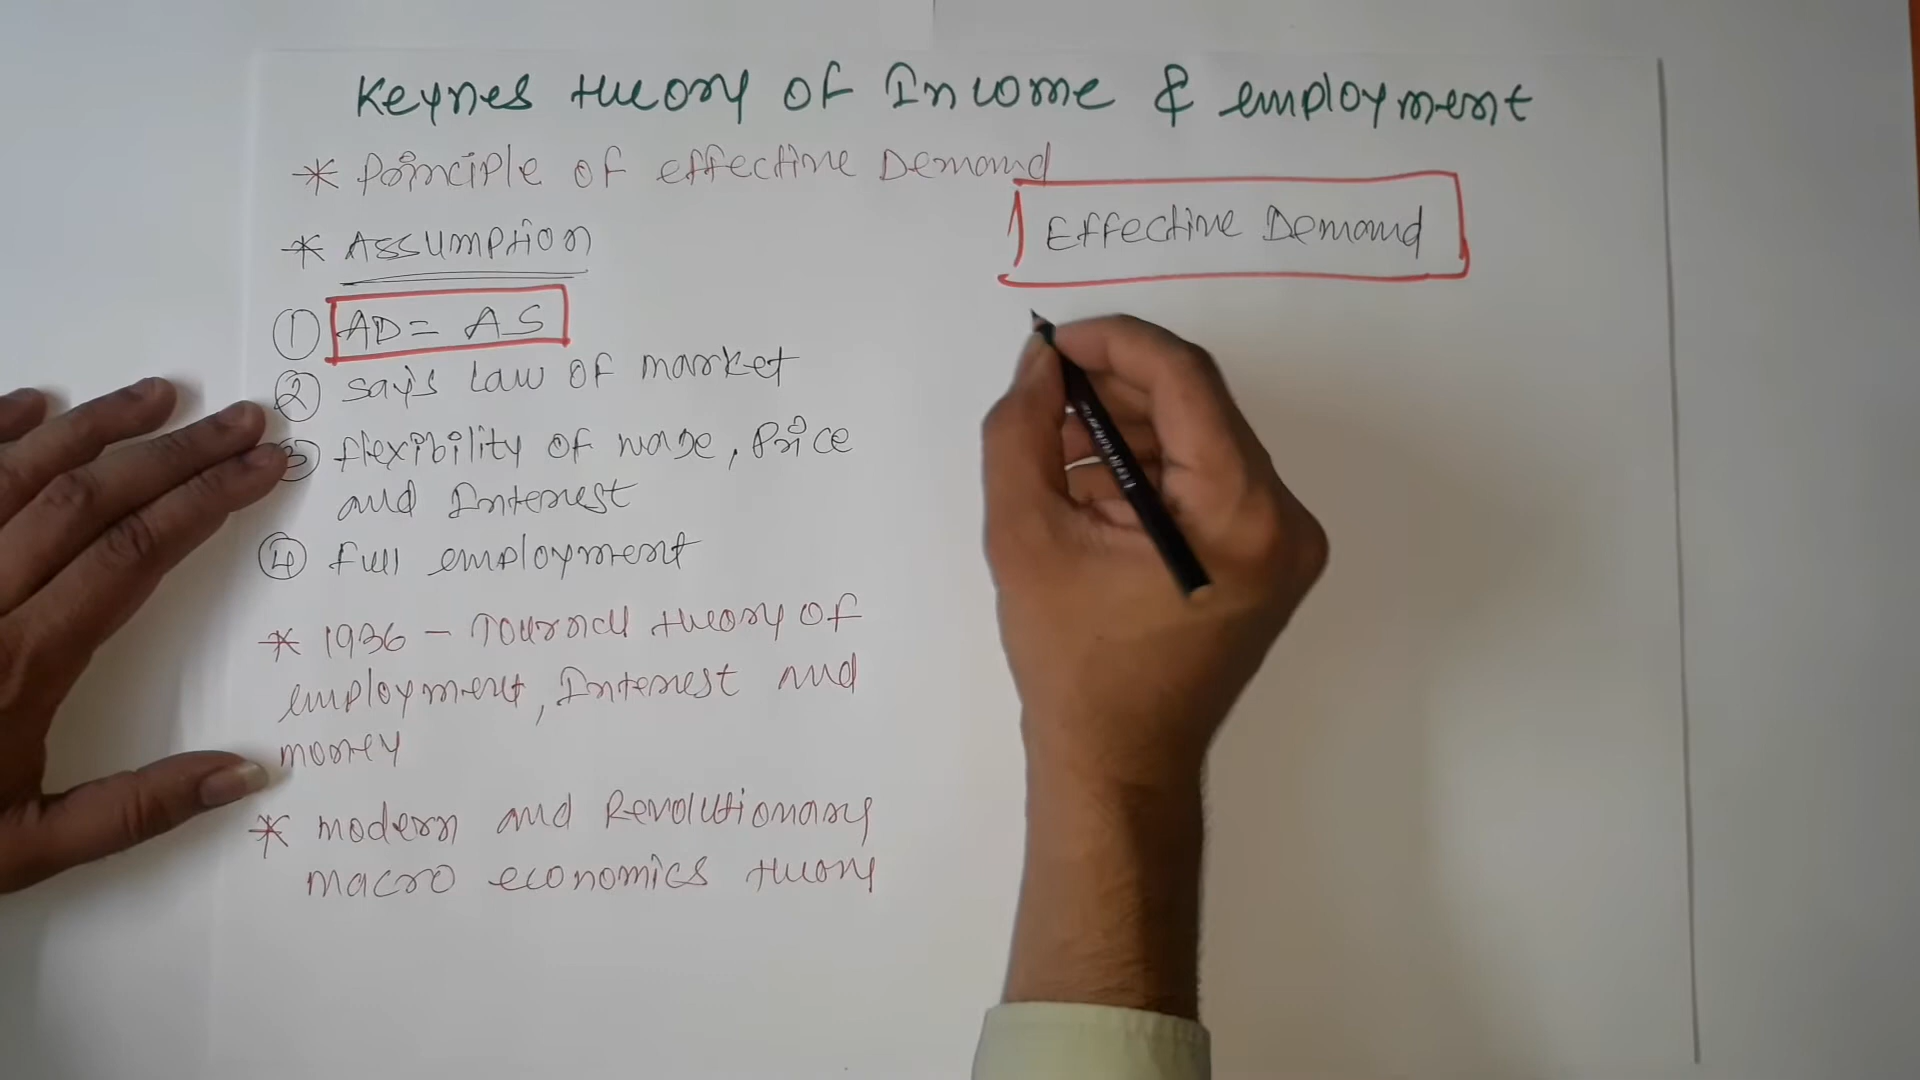 Keynes theory of Income & employment
* Principle of effective Demand
* Assumption
① AD = AS
② say's Law of market
③ flexibility of wage, Price
and Interest
④ full employment
* 1936 - theory of
employment, Interest and
money
* modern and Revolutionary
macro economics theory
Effective Demand